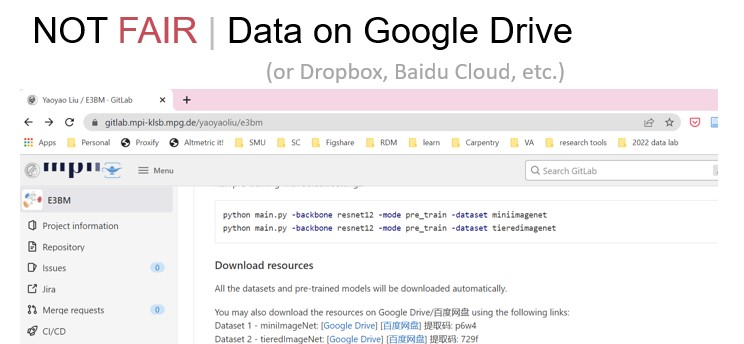 NOT FAIR | Data on Google Drive
(or Dropbox, Baidu Cloud, etc.)
Yaoyao Liu / E3BM · GitLab
gitlab.mpi-klsb.mpg.de/yaoyaoliu/e3bm
Apps Personal Proxify Altmetric it! SMU SC Figshare RDM learn Carpentry VA research tools 2022 data lab
Menu
Search GitLab
E3BM
Project information
Repository
Issues 0
Jira
Merge requests 0
CI/CD
python main.py -backbone resnet12 -mode pre_train -dataset miniimagenet
python main.py -backbone resnet12 -mode pre_train -dataset tieredimagenet
Download resources
All the datasets and pre-trained models will be downloaded automatically.
You may also download the resources on Google Drive/百度网盘 using the following links:
Dataset 1 - miniImageNet: [Google Drive] [百度网盘] 提取码: p6w4
Dataset 2 - tieredImageNet: [Google Drive] [百度网盘] 提取码: 729f